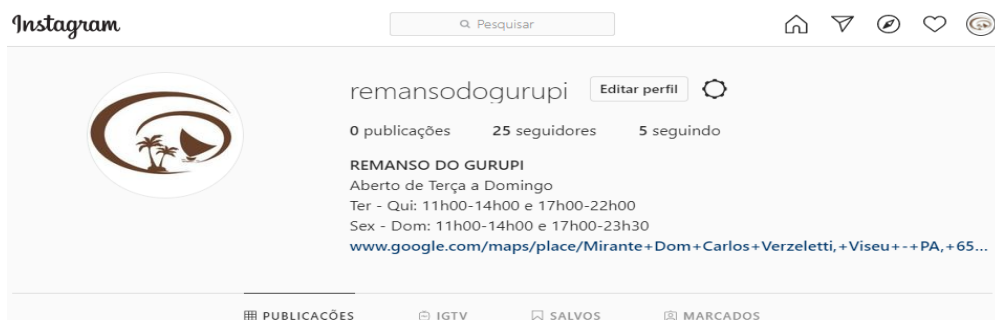 Instagram
Pesquisar
remansodogurupi Editar perfil
0 publicações 25 seguidores 5 seguindo
REMANSO DO GURUPI
Aberto de Terça a Domingo
Ter - Qui: 11h00-14h00 e 17h00-22h00
Sex - Dom: 11h00-14h00 e 17h00-23h30
www.google.com/maps/place/Mirante+Dom+Carlos+Verzeletti,+Viseu+-+PA,+65...
PUBLICAÇÕES IGTV SALVOS MARCADOS